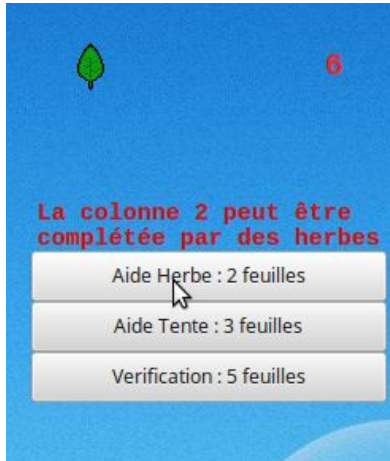 6
La colonne 2 peut être
complétée par des herbes
Aide Herbe : 2 feuilles
Aide Tente : 3 feuilles
Verification : 5 feuilles